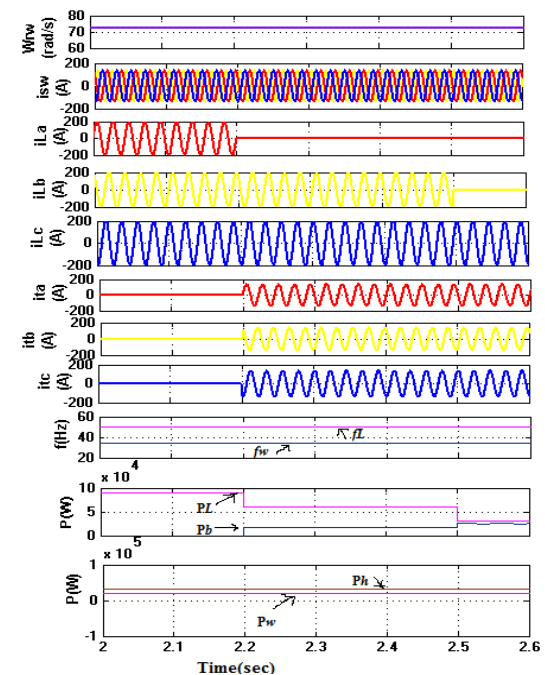 80
Wrw
(rad/s)
70
60
200
isw
(A)
0
-200
200
iLa
(A)
0
-200
200
iLb
(A)
0
-200
200
iLc
(A)
0
-200
200
ita
(A)
0
-200
200
itb
(A)
0
-200
200
itc
(A)
0
-200
60
f(Hz)
40
20
fL
fw
x 10^4
10
P(W)
5
0
PL
Pb
x 10^5
1
P(W)
0
-1
Ph
Pw
2 2.1 2.2 2.3 2.4 2.5 2.6
Time(sec)